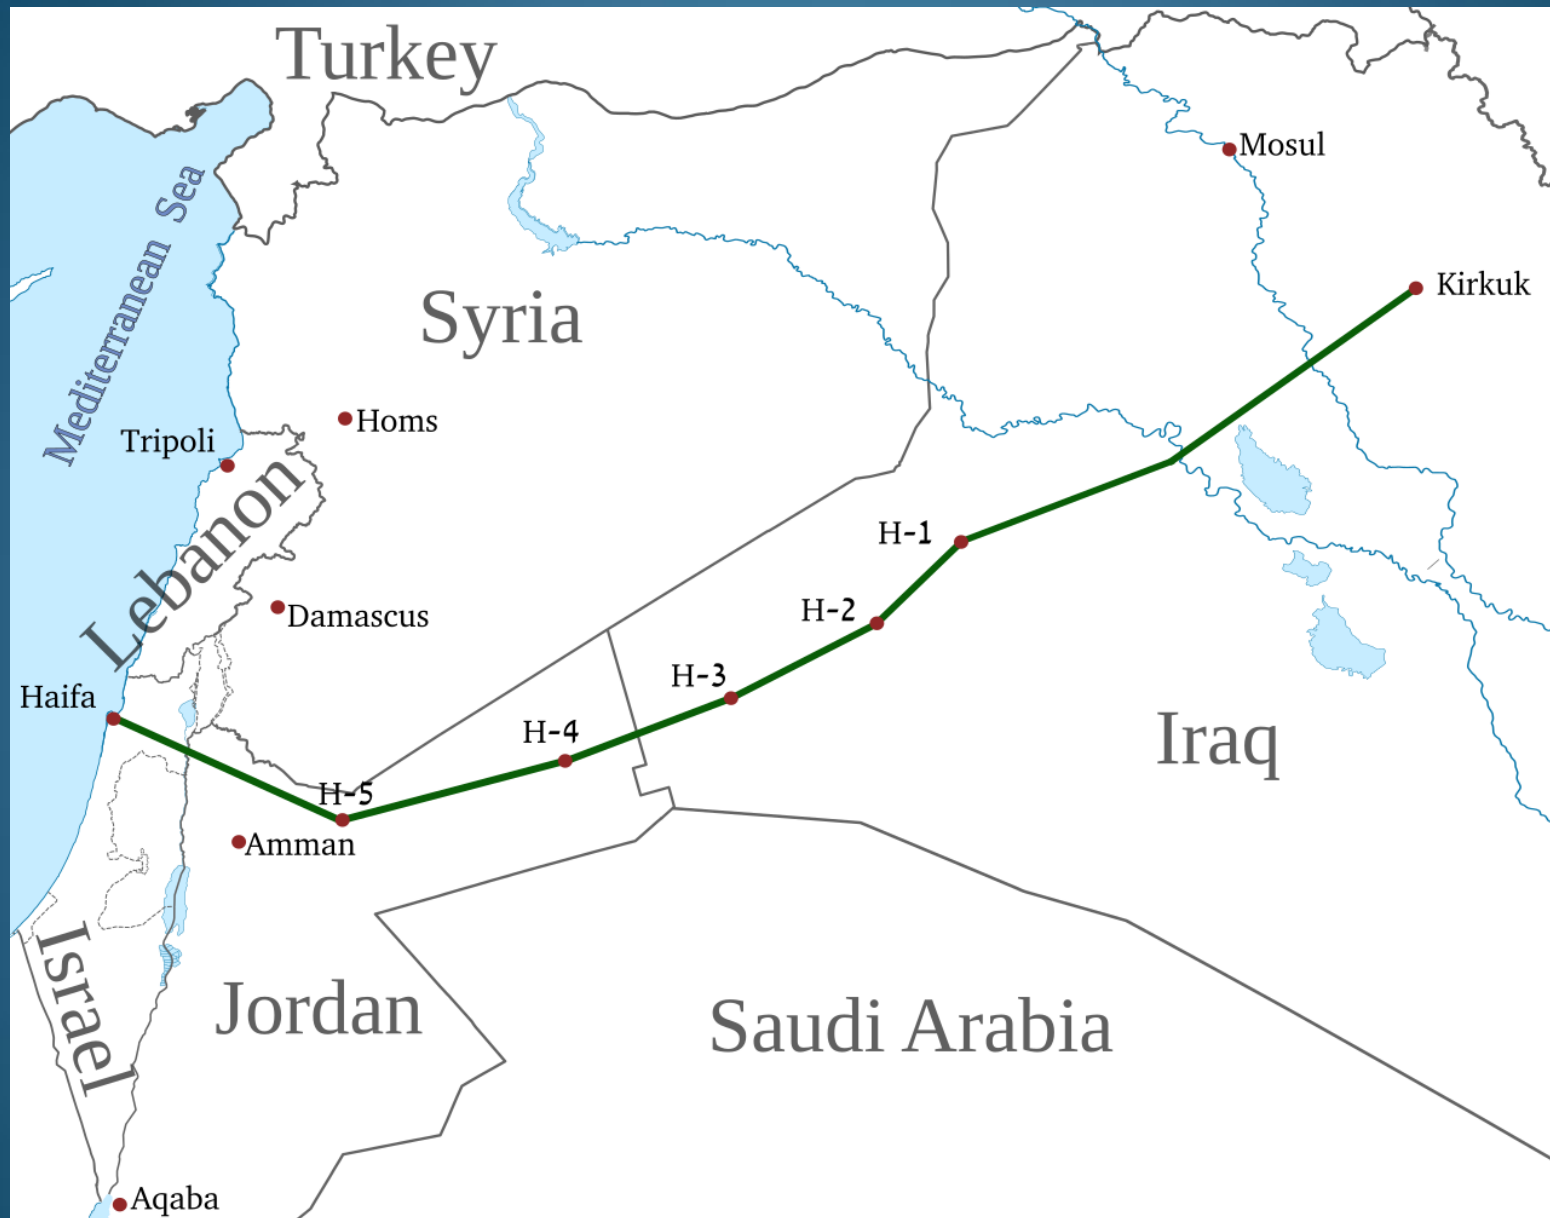 Turkey
Mosul
Mediterranean Sea
Kirkuk
Syria
Homs
Tripoli
Lebanon
H-1
H-2
Damascus
H-3
Haifa
H-4
Iraq
H-5
Amman
Israel
Jordan
Saudi Arabia
Aqaba